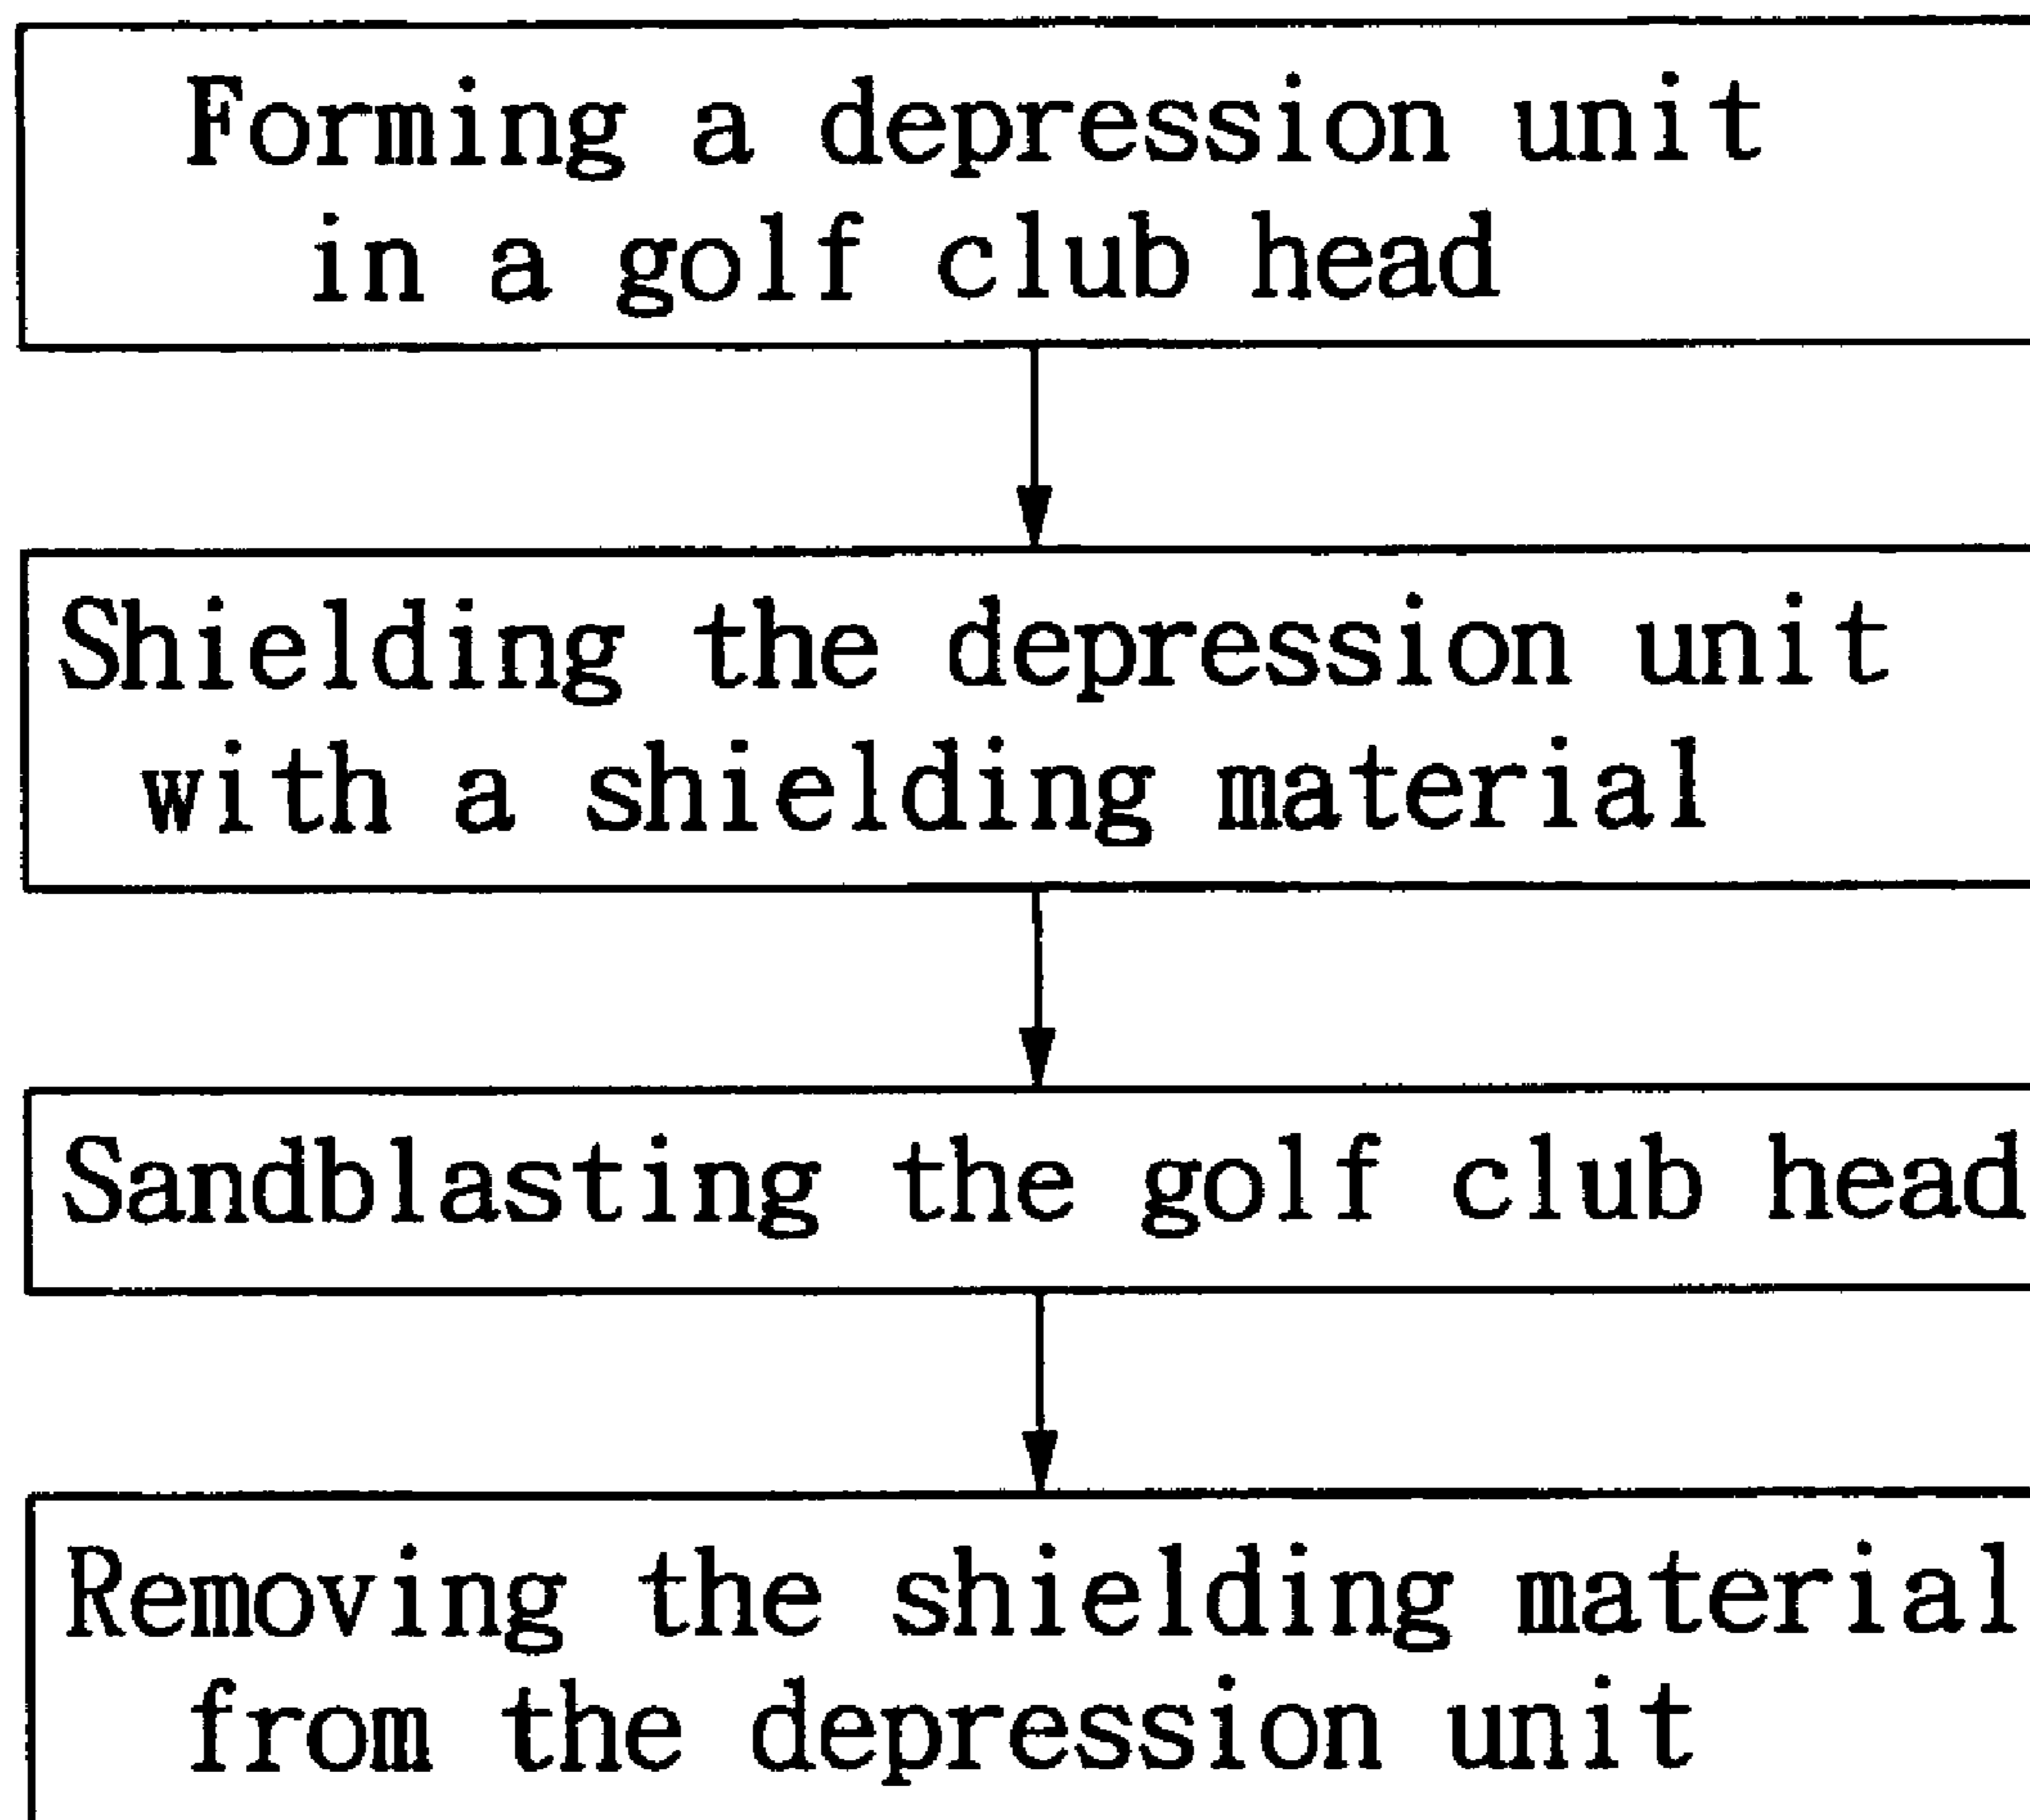 Forming a depression unit
in a golf club head
Shielding the depression unit
with a shielding material
Sandblasting the golf club head
Removing the shielding material
from the depression unit